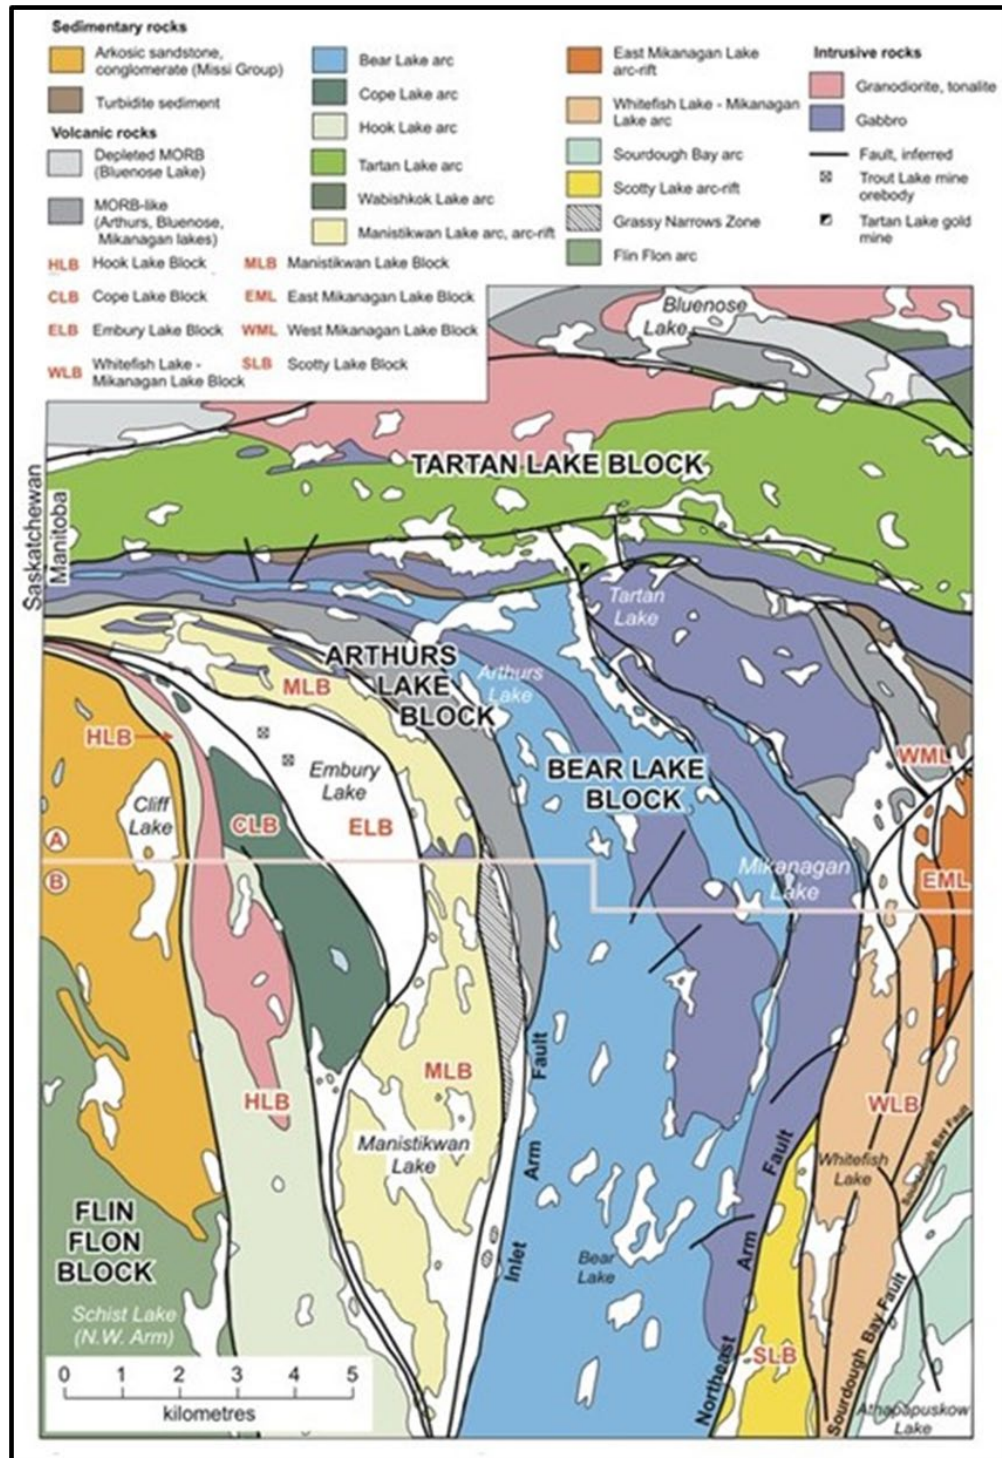 Sedimentary rocks
Arkosic sandstone,
conglomerate (Missi Group)
Turbidite sediment
Volcanic rocks
Depleted MORB
(Bluenose Lake)
MORB-like
(Arthurs, Bluenose,
Mikanagan lakes)
Bear Lake arc
Cope Lake arc
Hook Lake arc
Tartan Lake arc
Wabishkok Lake arc
Manistikwan Lake arc, arc-rift
East Mikanagan Lake
arc-rift
Whitefish Lake - Mikanagan
Lake arc
Sourdough Bay arc
Scotty Lake arc-rift
Grassy Narrows Zone
Flin Flon arc
Intrusive rocks
Granodiorite, tonalite
Gabbro
Fault, inferred
Trout Lake mine
orebody
Tartan Lake gold
mine
HLB Hook Lake Block
CLB Cope Lake Block
ELB Embury Lake Block
WLB Whitefish Lake -
Mikanagan Lake Block
MLB Manistikwan Lake Block
EML East Mikanagan Lake Block
WML West Mikanagan Lake Block
SLB Scotty Lake Block
Bluenose
Lake
TARTAN LAKE BLOCK
Saskatchewan
Manitoba
Tartan
Lake
ARTHURS
LAKE
BLOCK
Arthurs
Lake
MLB
HLB
BEAR LAKE
BLOCK
WML
Embury
Lake
Cliff
Lake
CLB
ELB
A
B
Mikanagan
Lake
EML
MLB
HLB
WLB
Manistikwan
Lake
Inlet Arm Fault
Whitefish
Lake
Sourdough Bay Fault
FLIN
FLON
BLOCK
Bear
Lake
Schist Lake
(N.W. Arm)
Northeast Arm Fault
SLB
Sourdough Bay Fault
Athapapuskow
Lake
0 1 2 3 4 5
kilometres